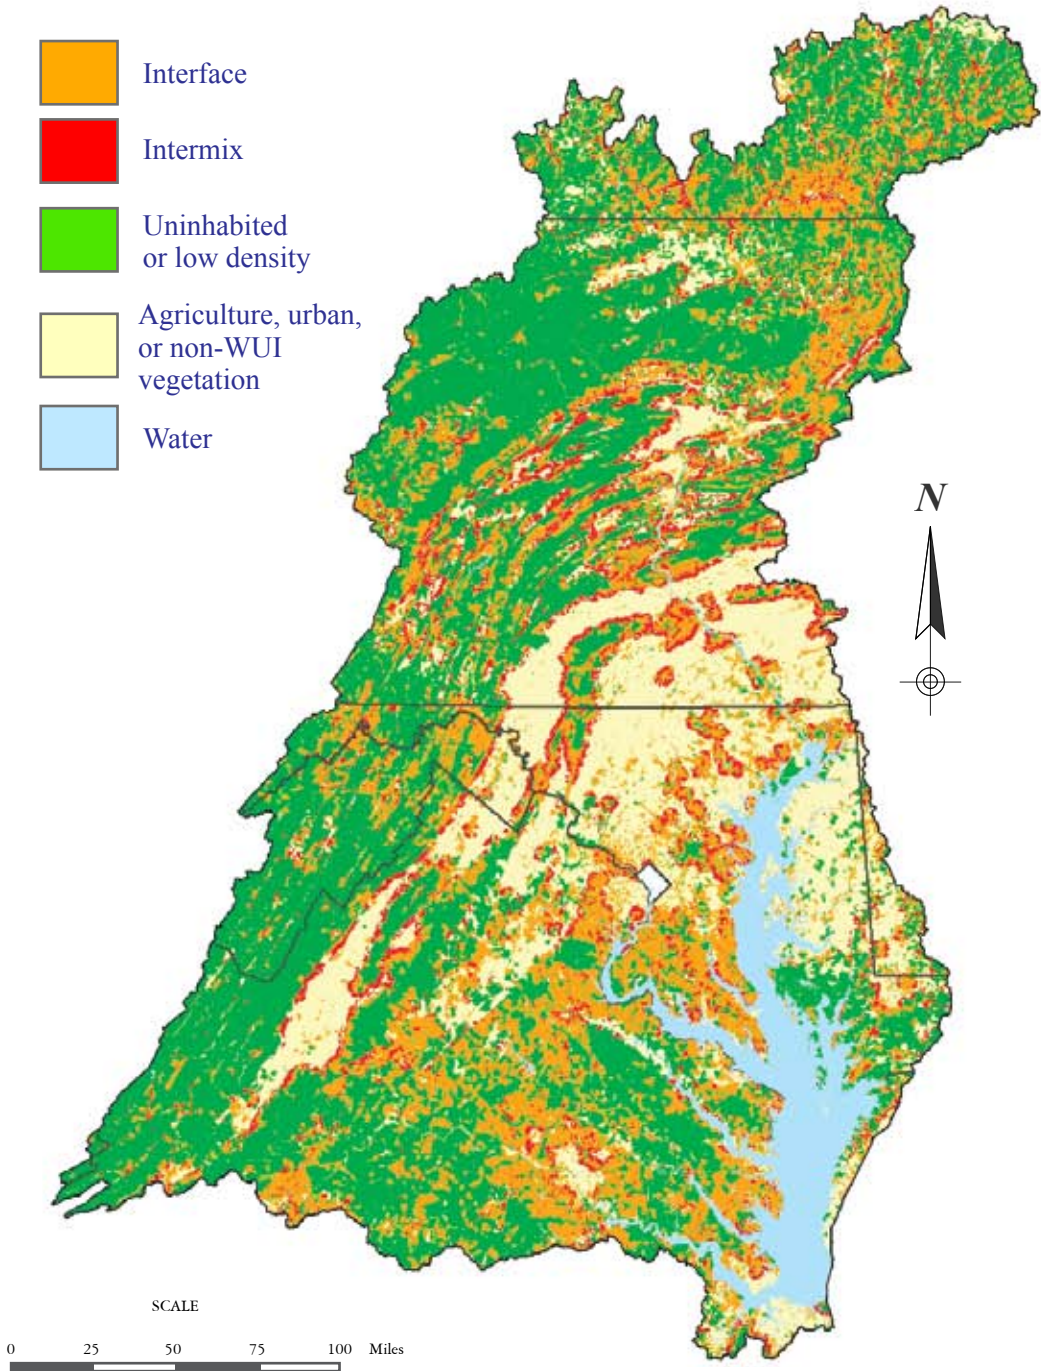 Interface
Intermix
Uninhabited
or low density
Agriculture, urban,
or non-WUI
vegetation
Water
N
SCALE
0 25 50 75 100 Miles